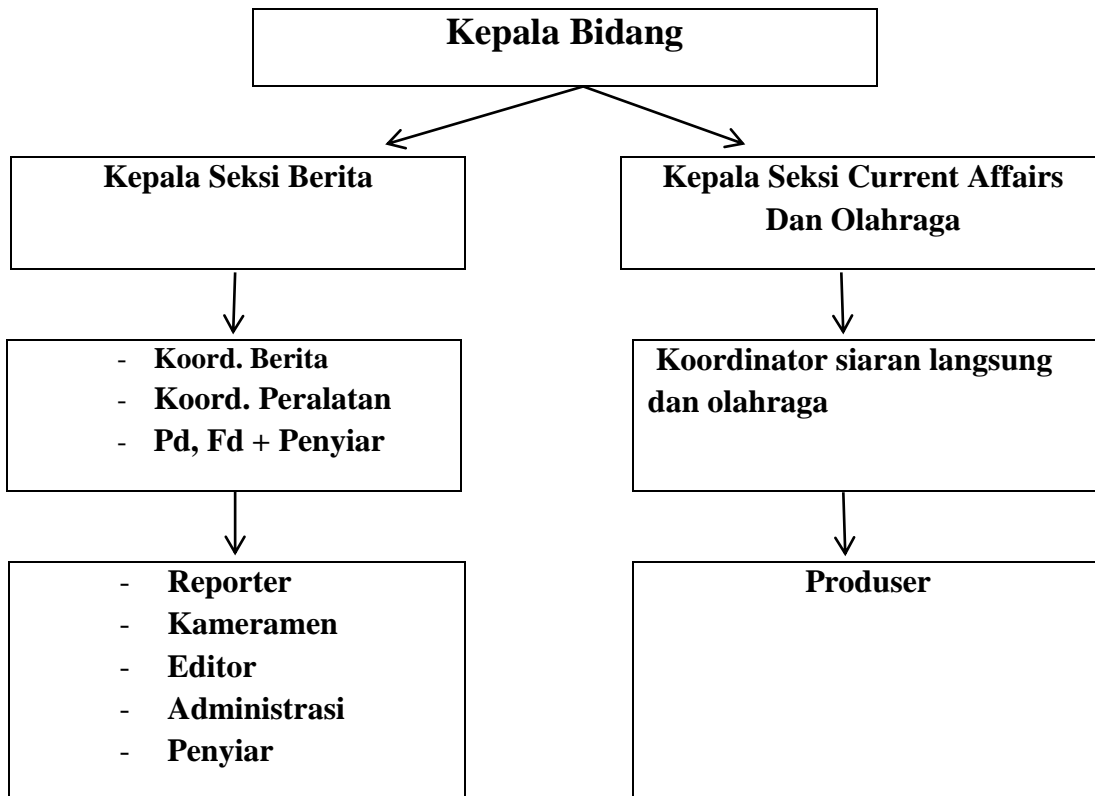 Kepala Bidang
Kepala Seksi Berita
Kepala Seksi Current Affairs
Dan Olahraga
- Koord. Berita
- Koord. Peralatan
- Pd, Fd + Penyiar
Koordinator siaran langsung
dan olahraga
- Reporter
- Kameramen
- Editor
- Administrasi
- Penyiar
Produser